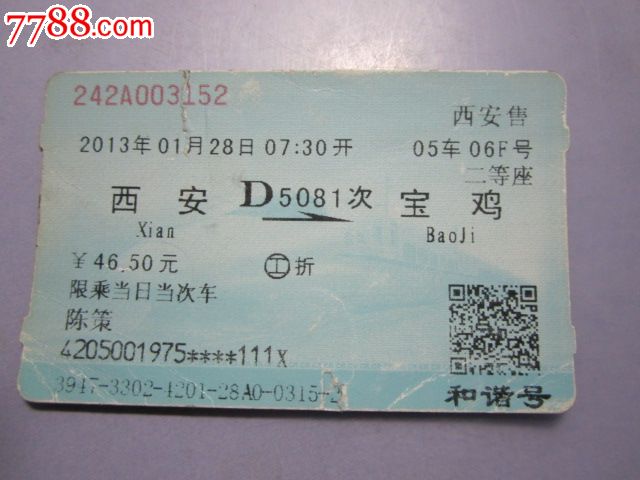 7788.com
242A003152
西安售
2013年01月28日 07:30开 05车 06F号
二等座
西 安 D5081次 宝 鸡
Xian BaoJi
￥46.50元 工 折
限乘当日当次车
陈策
4205001975****111X
3947-3302-4201-28A0-0315-2
和谐号